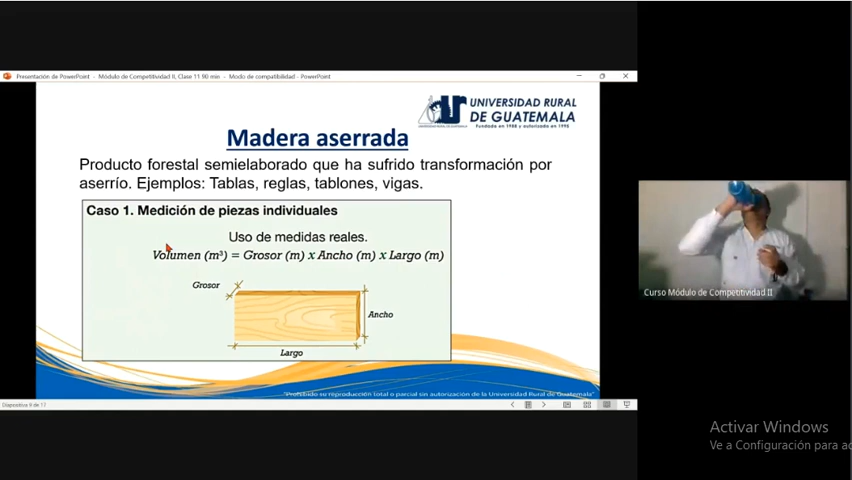 Presentación de PowerPoint - Módulo de Competitividad II, Clase 11 90 min - Modo de compatibilidad - PowerPoint
UNIVERSIDAD RURAL
DE GUATEMALA
Fundada en 1988 y autorizada en 1995
Madera aserrada
Producto forestal semielaborado que ha sufrido transformación por
aserrío. Ejemplos: Tablas, reglas, tablones, vigas.
Caso 1. Medición de piezas individuales
Uso de medidas reales.
Volumen (m³) = Grosor (m) x Ancho (m) x Largo (m)
Grosor
Ancho
Largo
"Prohibido su reproducción total o parcial sin autorización de la Universidad Rural de Guatemala"
Diapositiva 9 de 17
Curso Módulo de Competitividad II
Activar Windows
Ve a Configuración para ac